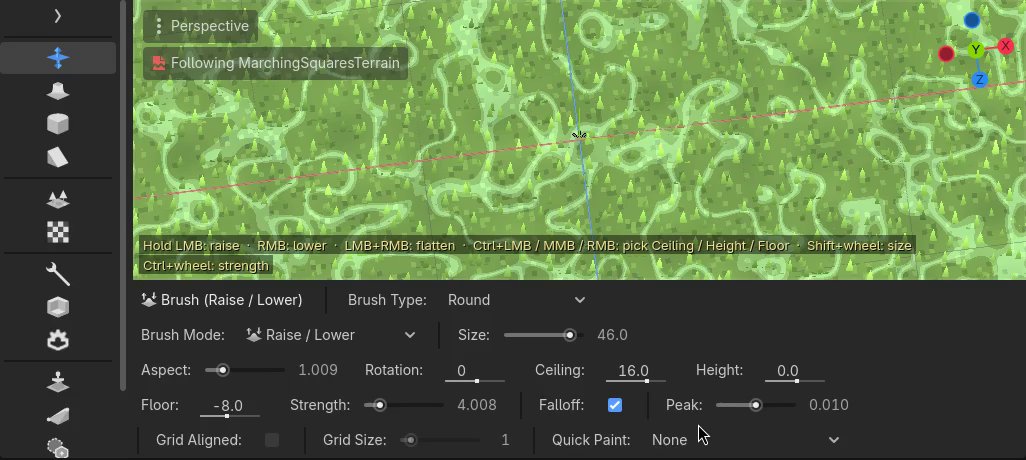 Perspective
Following MarchingSquaresTerrain
Y
X
Z
Hold LMB: raise · RMB: lower · LMB+RMB: flatten · Ctrl+LMB / MMB / RMB: pick Ceiling / Height / Floor · Shift+wheel: size
Ctrl+wheel: strength
Brush (Raise / Lower) Brush Type: Round
Brush Mode: Raise / Lower Size: 46.0
Aspect: 1.009 Rotation: 0 Ceiling: 16.0 Height: 0.0
Floor: -8.0 Strength: 4.008 Falloff: Peak: 0.010
Grid Aligned: Grid Size: 1 Quick Paint: None